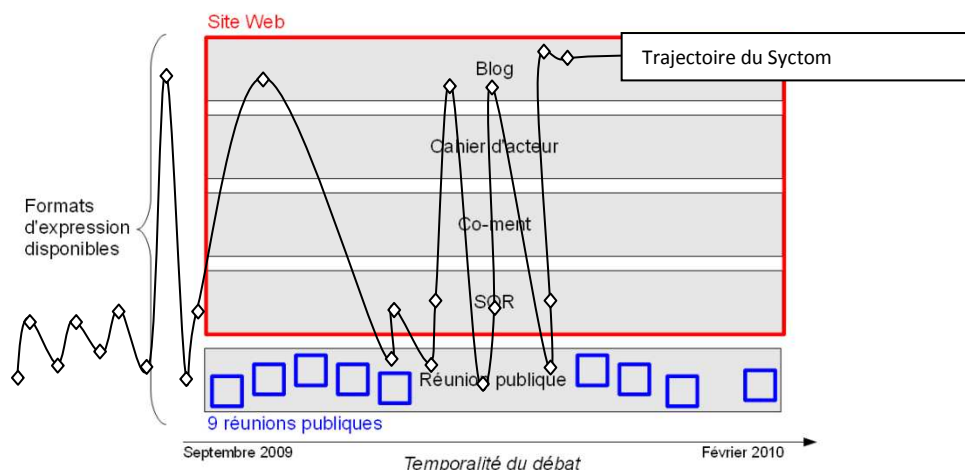 Site Web
Trajectoire du Syctom
Blog
Cahier d'acteur
Formats
d'expression
disponibles
Co-ment
SQR
Réunion publique
9 réunions publiques
Septembre 2009
Février 2010
Temporalité du débat